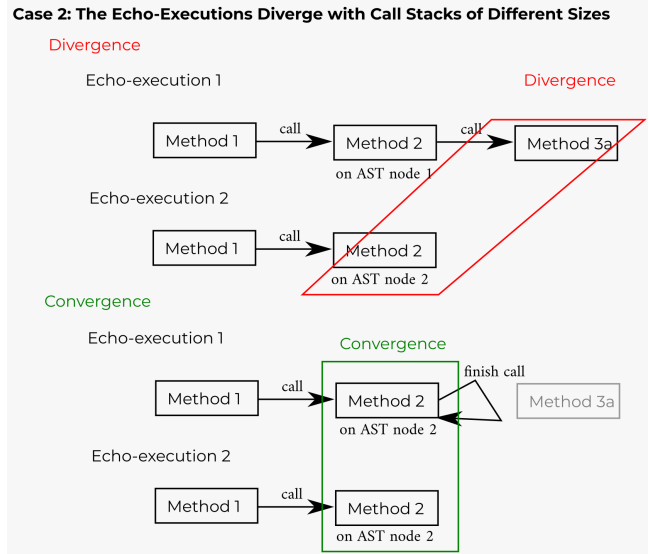 Case 2: The Echo-Executions Diverge with Call Stacks of Different Sizes
Divergence
Echo-execution 1
Divergence
Method 1
call
Method 2
call
Method 3a
on AST node 1
Echo-execution 2
Method 1
call
Method 2
on AST node 2
Convergence
Echo-execution 1
Convergence
Method 1
call
Method 2
finish call
Method 3a
on AST node 2
Echo-execution 2
Method 1
call
Method 2
on AST node 2